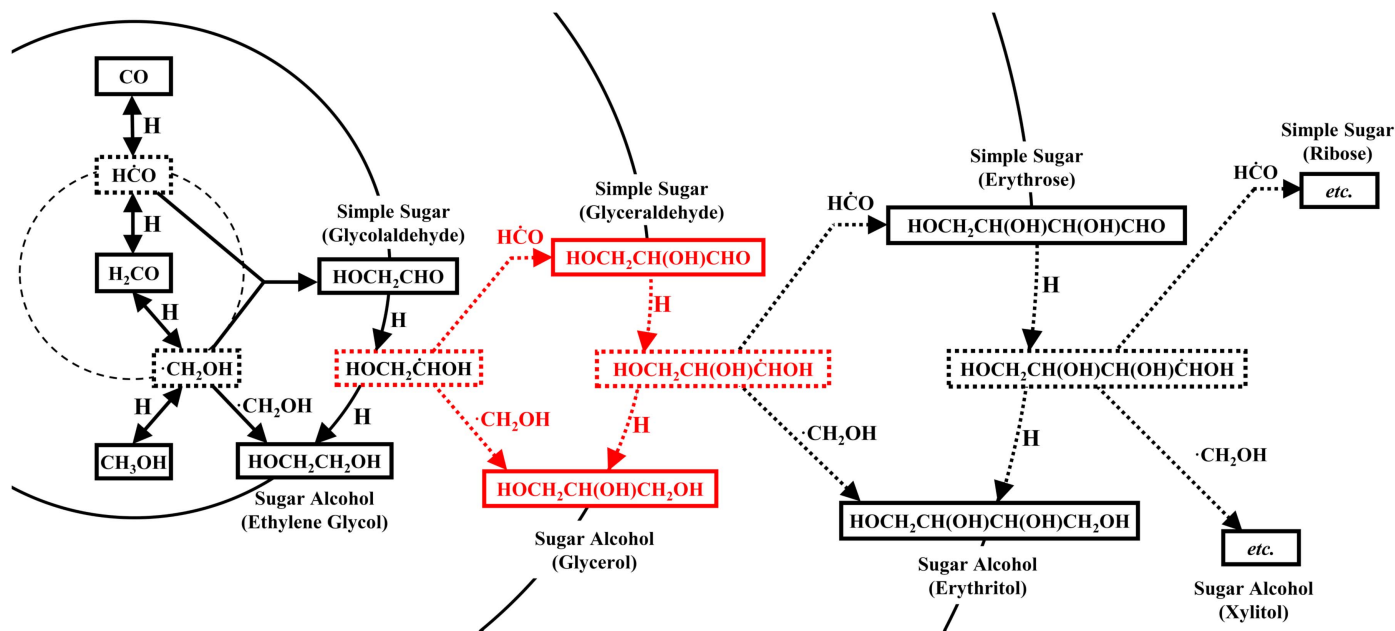 CO
H
HĊO
H
H₂CO
H
·CH₂OH
H
CH₃OH
·CH₂OH
Simple Sugar
(Glycolaldehyde)
HOCH₂CHO
H
HOCH₂ĊHOH
H
HOCH₂CH₂OH
Sugar Alcohol
(Ethylene Glycol)
HĊO
Simple Sugar
(Glyceraldehyde)
HOCH₂CH(OH)CHO
H
HOCH₂CH(OH)ĊHOH
·CH₂OH
H
HOCH₂CH(OH)CH₂OH
Sugar Alcohol
(Glycerol)
HĊO
Simple Sugar
(Erythrose)
HOCH₂CH(OH)CH(OH)CHO
H
HOCH₂CH(OH)CH(OH)ĊHOH
·CH₂OH
H
HOCH₂CH(OH)CH(OH)CH₂OH
Sugar Alcohol
(Erythritol)
HĊO
Simple Sugar
(Ribose)
etc.
·CH₂OH
etc.
Sugar Alcohol
(Xylitol)